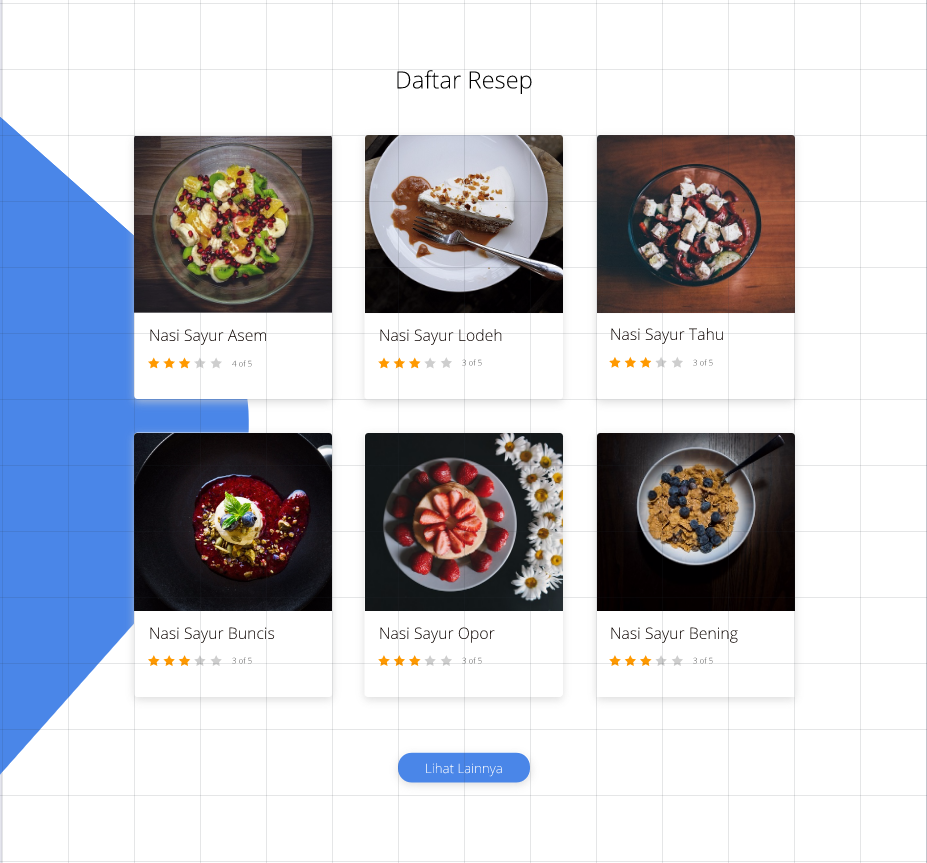 Daftar Resep
Nasi Sayur Asem
4 of 5
Nasi Sayur Lodeh
3 of 5
Nasi Sayur Tahu
3 of 5
Nasi Sayur Buncis
3 of 5
Nasi Sayur Opor
3 of 5
Nasi Sayur Bening
3 of 5
Lihat Lainnya